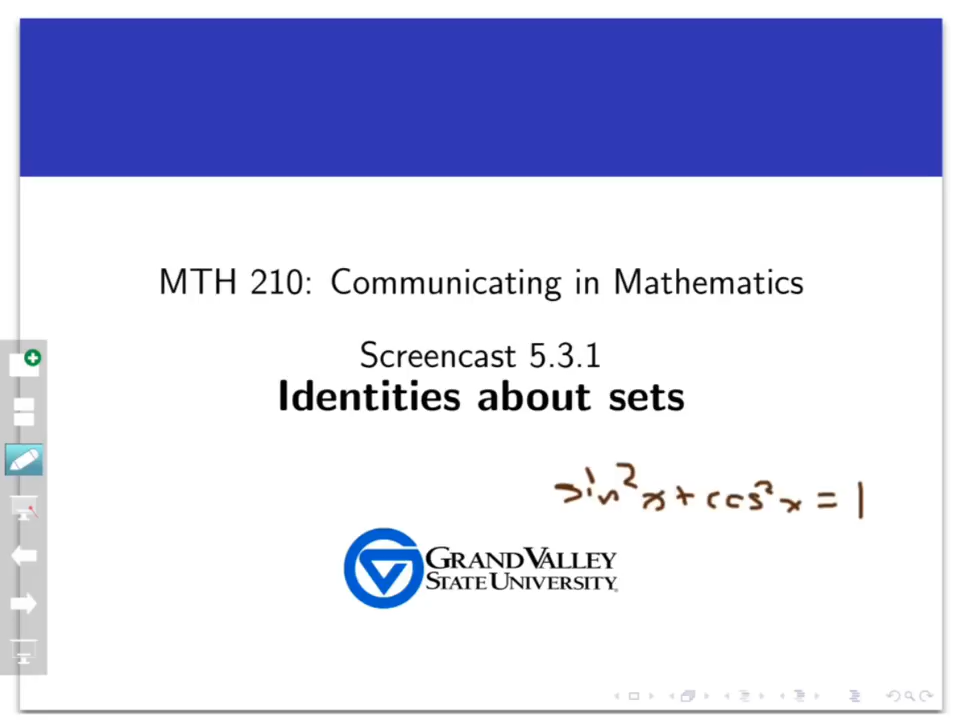 MTH 210: Communicating in Mathematics
Screencast 5.3.1
Identities about sets
sin²x + cos²x = 1
GRAND VALLEY
STATE UNIVERSITY